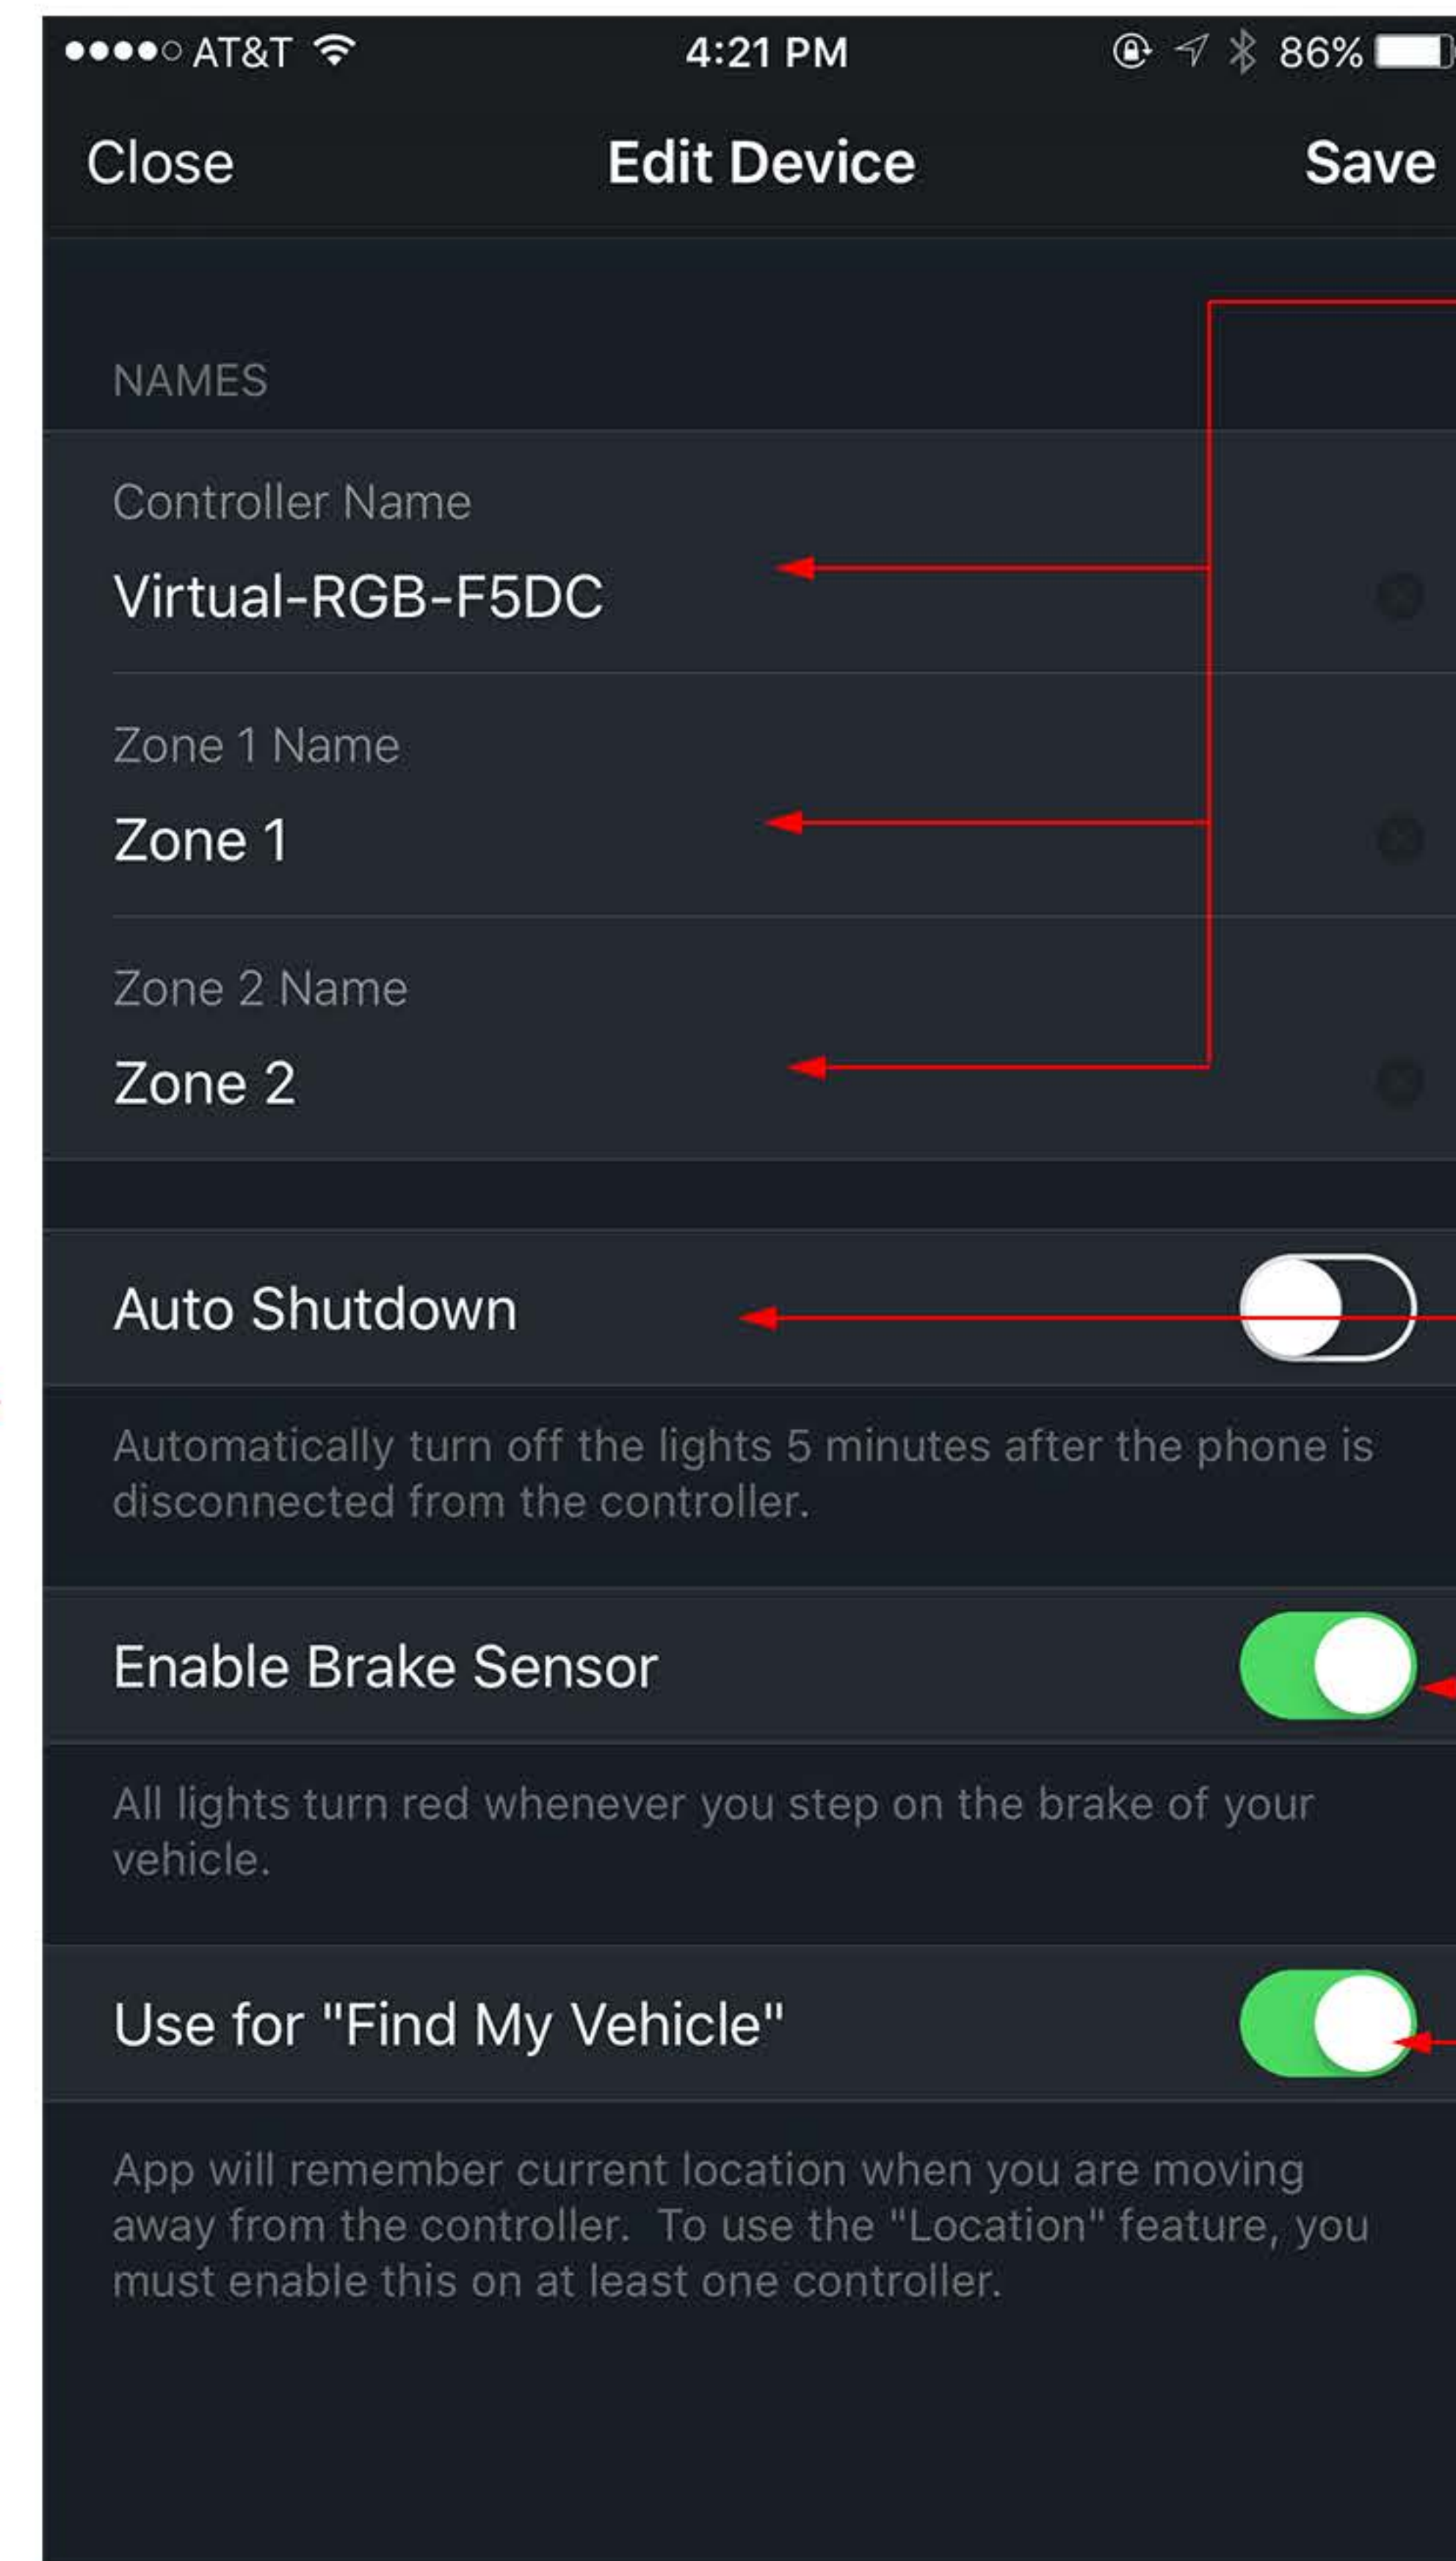 AT&T 4:21 PM 86%
Close Edit Device Save
NAMES
Controller Name
Virtual-RGB-F5DC
Zone 1 Name
Zone 1
Zone 2 Name
Zone 2
Auto Shutdown
Automatically turn off the lights 5 minutes after the phone is
disconnected from the controller.
Enable Brake Sensor
All lights turn red whenever you step on the brake of your
vehicle.
Use for "Find My Vehicle"
App will remember current location when you are moving
away from the controller.  To use the "Location" feature, you
must enable this on at least one controller.